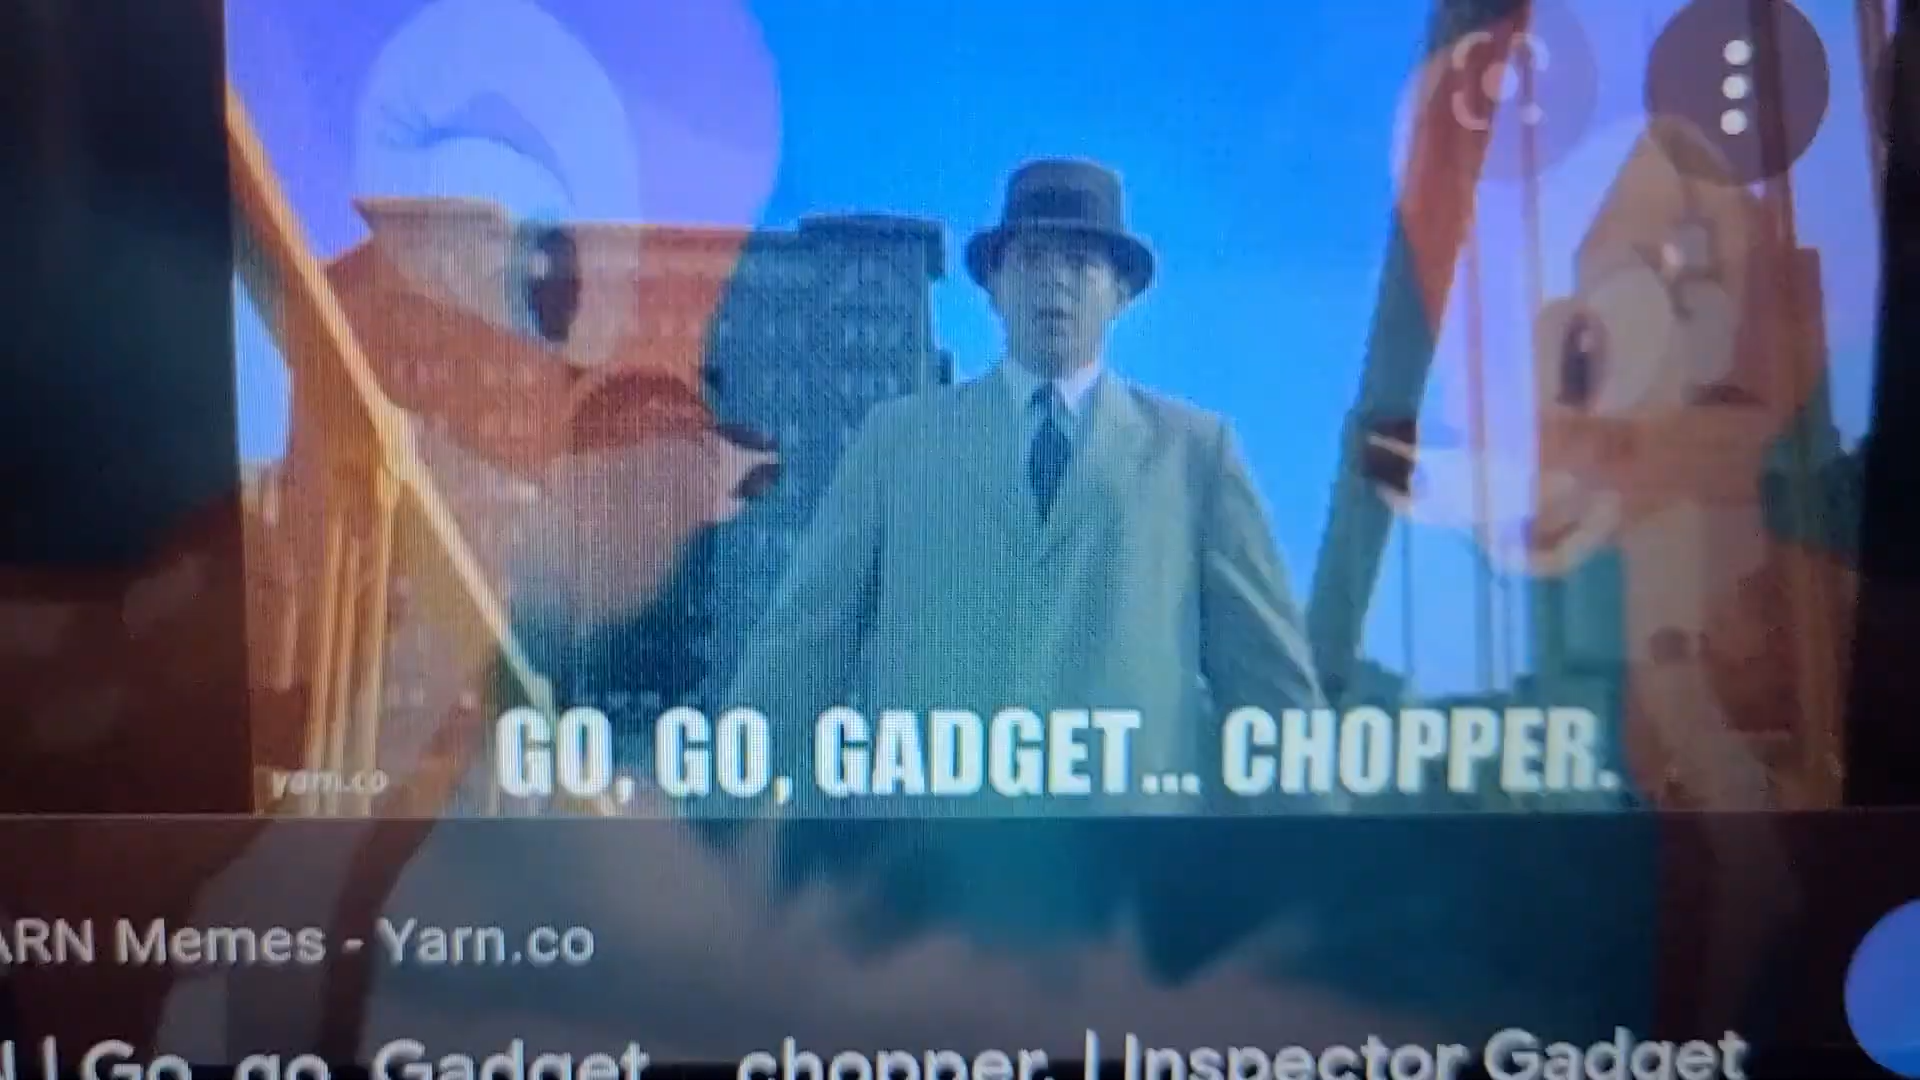 GO, GO, GADGET... CHOPPER.
yarn.co
ARN Memes - Yarn.co
| Go, go, Gadget... chopper. | Inspector Gadget